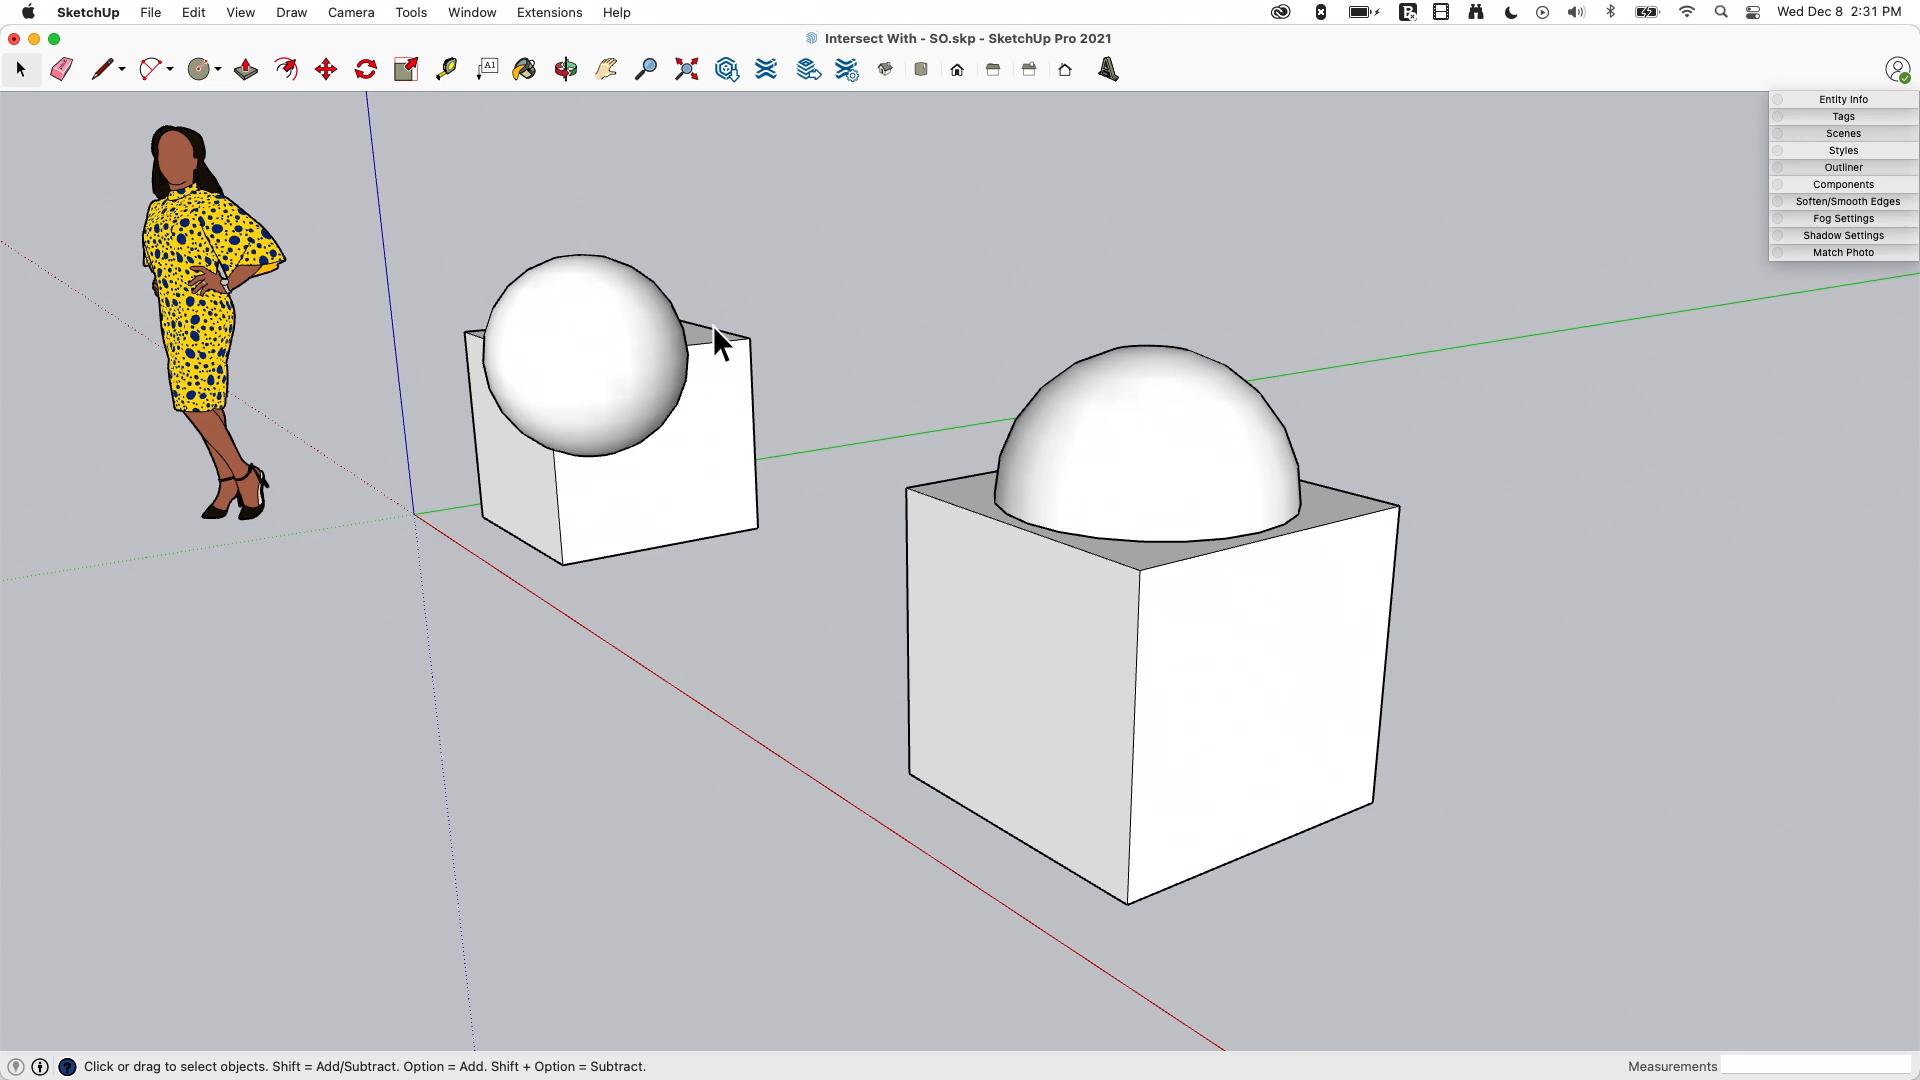 SketchUp File Edit View Draw Camera Tools Window Extensions Help Wed Dec 8 2:31 PM
Intersect With - SO.skp - SketchUp Pro 2021
A1
Entity Info
Tags
Scenes
Styles
Outliner
Components
Soften/Smooth Edges
Fog Settings
Shadow Settings
Match Photo
Click or drag to select objects. Shift = Add/Subtract. Option = Add. Shift + Option = Subtract. Measurements